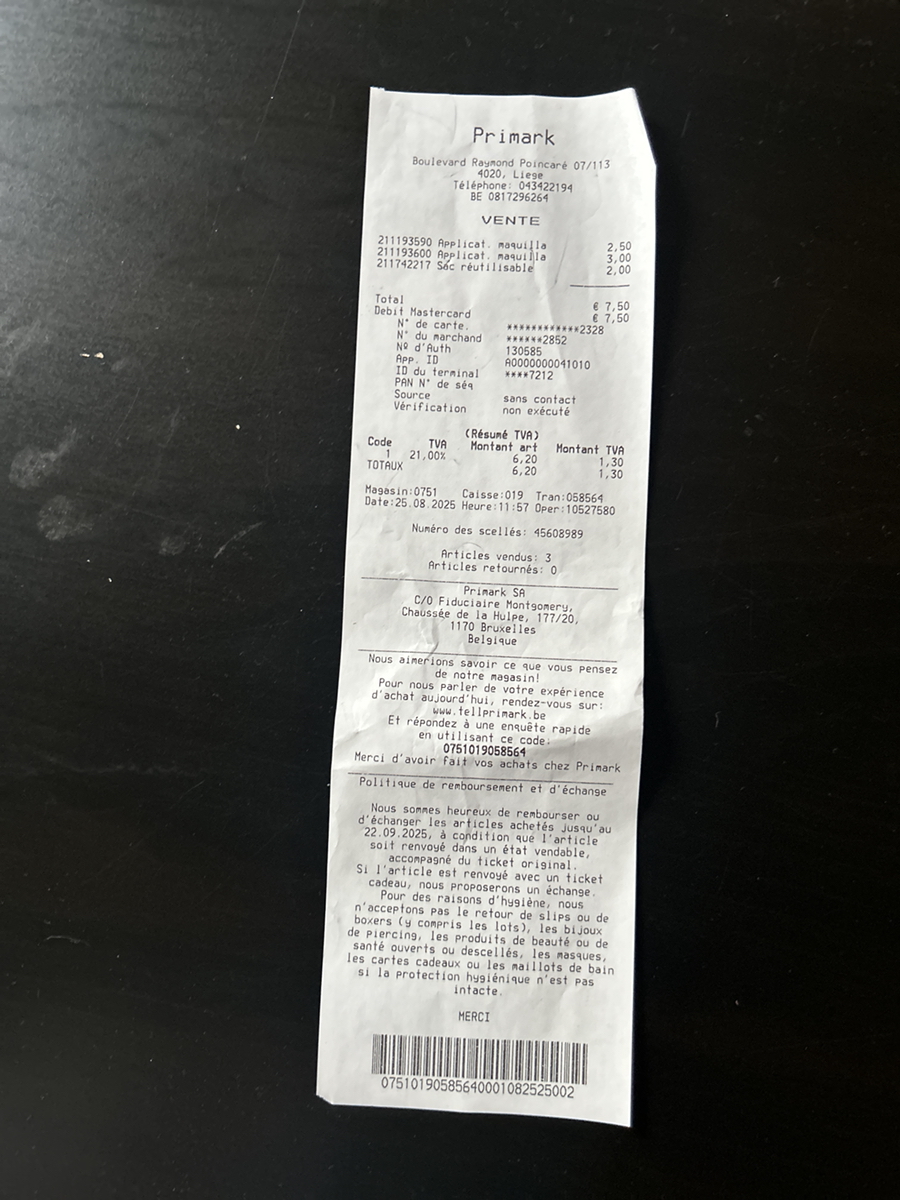 Primark
Boulevard Raymond Poincaré 07/113
4020, Liege
Téléphone: 043422194
BE 0817296264
VENTE
211193590 Applicat. maquilla 2,50
211193600 Applicat. maquilla 3,00
211742217 Sac réutilisable 2,00
Total € 7,50
Debit Mastercard € 7,50
N° de carte. ************2328
N° du marchand ******2852
Nº d'Auth 130585
App. ID A0000000041010
ID du terminal ****7212
PAN N° de séq
Source sans contact
Vérification non exécuté
(Résumé TVA)
Code TVA Montant art Montant TVA
1 21,00% 6,20 1,30
TOTAUX 6,20 1,30
Magasin:0751 Caisse:019 Tran:058564
Date:25.08.2025 Heure:11:57 Oper:10527580
Numéro des scellés: 45608989
Articles vendus: 3
Articles retournés: 0
Primark SA
C/O Fiduciaire Montgomery,
Chaussée de la Hulpe, 177/20,
1170 Bruxelles
Belgique
Nous aimerions savoir ce que vous pensez
de notre magasin!
Pour nous parler de votre expérience
d'achat aujourd'hui, rendez-vous sur:
www.tellprimark.be
Et répondez à une enquête rapide
en utilisant ce code:
0751019058564
Merci d'avoir fait vos achats chez Primark
Politique de remboursement et d'échange
Nous sommes heureux de rembourser ou
d'échanger les articles achetés jusqu'au
22.09.2025, à condition que l'article
soit renvoyé dans un état vendable,
accompagné du ticket original.
Si l'article est renvoyé avec un ticket
cadeau, nous proposerons un échange.
Pour des raisons d'hygiène, nous
n'acceptons pas le retour de slips ou de
boxers (y compris les lots), les bijoux
de piercing, les produits de beauté ou de
santé ouverts ou descellés, les masques,
les cartes cadeaux ou les maillots de bain
si la protection hygiénique n'est pas
intacte.
MERCI
07510190585640001082525002